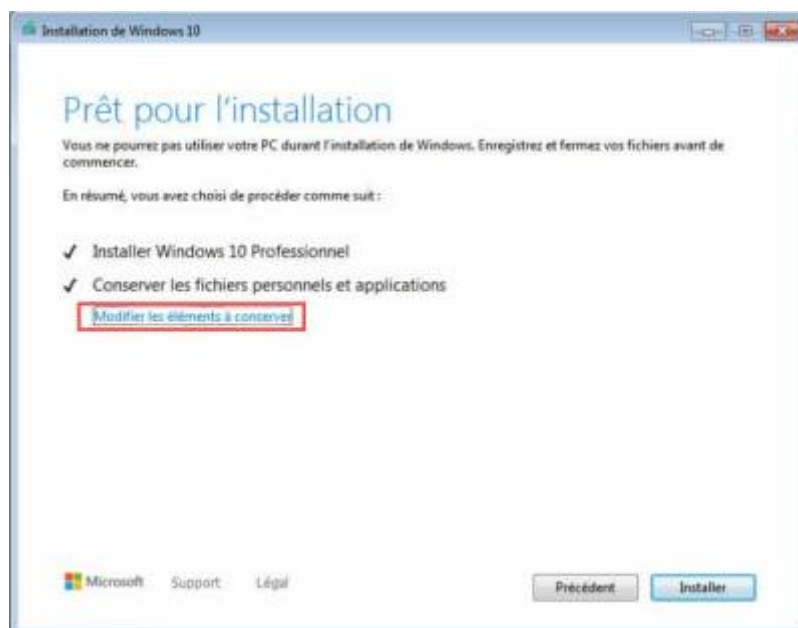 Installation de Windows 10
Prêt pour l'installation
Vous ne pourrez pas utiliser votre PC durant l'installation de Windows. Enregistrez et fermez vos fichiers avant de
commencer.
En résumé, vous avez choisi de procéder comme suit :
✓ Installer Windows 10 Professionnel
✓ Conserver les fichiers personnels et applications
Modifier les éléments à conserver
Microsoft Support Légal
Précédent Installer